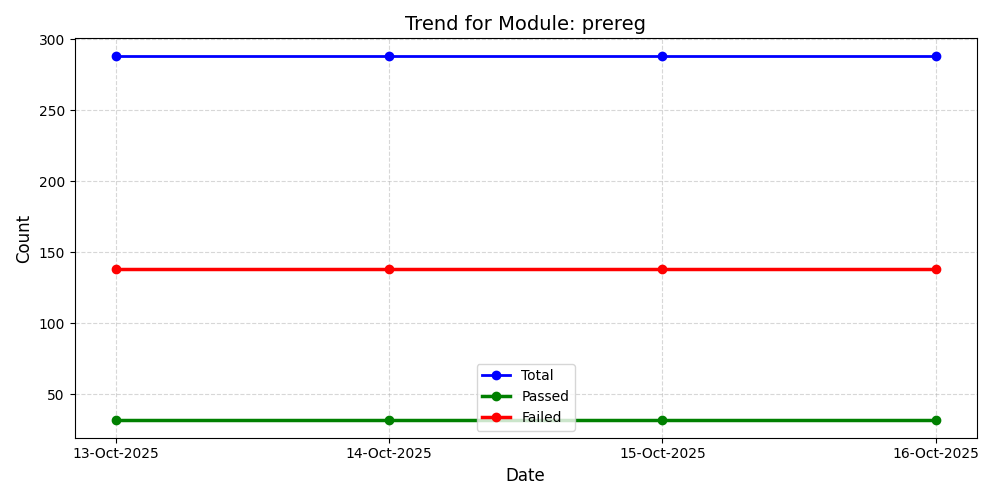 Trend for Module: prereg
300
250
200
150
100
50
Count
Total
Passed
Failed
13-Oct-2025 14-Oct-2025 15-Oct-2025 16-Oct-2025
Date